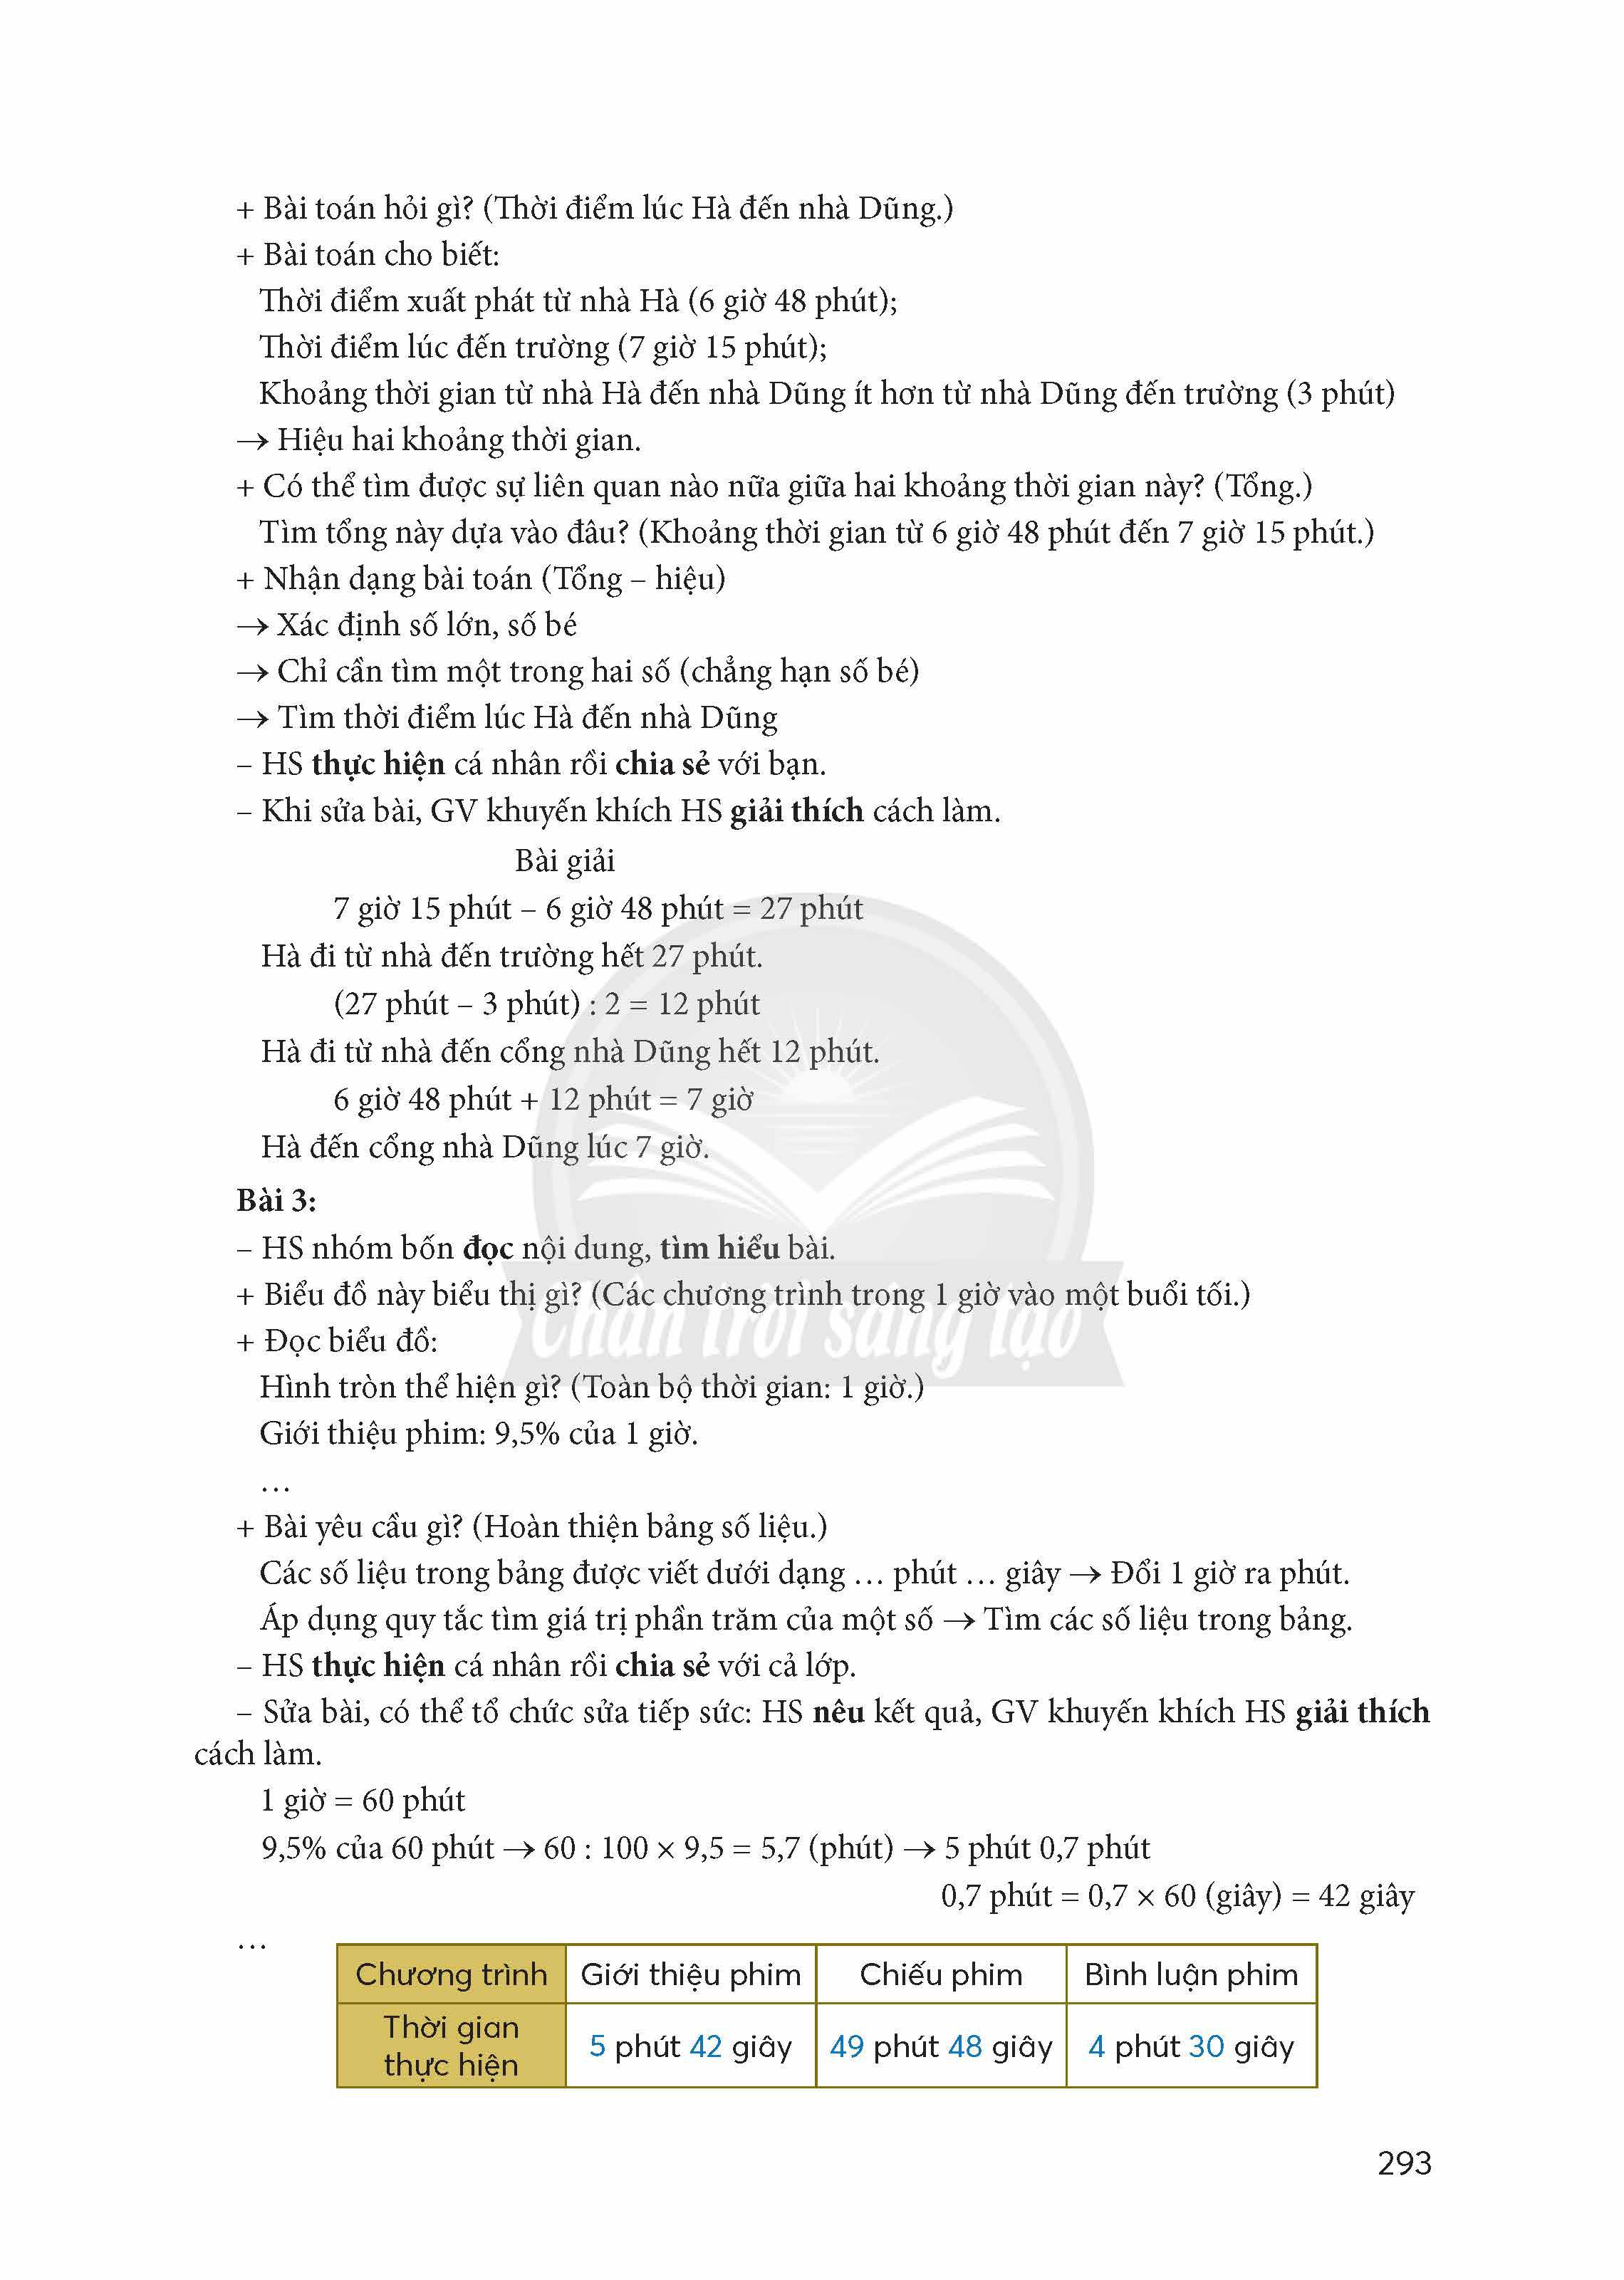 + Bài toán hỏi gì? (Thời điểm lúc Hà đến nhà Dũng.)
+ Bài toán cho biết:
Thời điểm xuất phát từ nhà Hà (6 giờ 48 phút);
Thời điểm lúc đến trường (7 giờ 15 phút);
Khoảng thời gian từ nhà Hà đến nhà Dũng ít hơn từ nhà Dũng đến trường (3 phút)
→ Hiệu hai khoảng thời gian.
+ Có thể tìm được sự liên quan nào nữa giữa hai khoảng thời gian này? (Tổng.)
Tìm tổng này dựa vào đâu? (Khoảng thời gian từ 6 giờ 48 phút đến 7 giờ 15 phút.)
+ Nhận dạng bài toán (Tổng – hiệu)
→ Xác định số lớn, số bé
→ Chỉ cần tìm một trong hai số (chẳng hạn số bé)
→ Tìm thời điểm lúc Hà đến nhà Dũng
– HS thực hiện cá nhân rồi chia sẻ với bạn.
– Khi sửa bài, GV khuyến khích HS giải thích cách làm.
Bài giải
7 giờ 15 phút – 6 giờ 48 phút = 27 phút
Hà đi từ nhà đến trường hết 27 phút.
(27 phút – 3 phút) : 2 = 12 phút
Hà đi từ nhà đến cổng nhà Dũng hết 12 phút.
6 giờ 48 phút + 12 phút = 7 giờ
Hà đến cổng nhà Dũng lúc 7 giờ.
Bài 3:
– HS nhóm bốn đọc nội dung, tìm hiểu bài.
+ Biểu đồ này biểu thị gì? (Các chương trình trong 1 giờ vào một buổi tối.)
Chân trời sáng tạo
+ Đọc biểu đồ:
Hình tròn thể hiện gì? (Toàn bộ thời gian: 1 giờ.)
Giới thiệu phim: 9,5% của 1 giờ.
…
+ Bài yêu cầu gì? (Hoàn thiện bảng số liệu.)
Các số liệu trong bảng được viết dưới dạng … phút … giây → Đổi 1 giờ ra phút.
Áp dụng quy tắc tìm giá trị phần trăm của một số → Tìm các số liệu trong bảng.
– HS thực hiện cá nhân rồi chia sẻ với cả lớp.
– Sửa bài, có thể tổ chức sửa tiếp sức: HS nêu kết quả, GV khuyến khích HS giải thích
cách làm.
1 giờ = 60 phút
9,5% của 60 phút → 60 : 100 × 9,5 = 5,7 (phút) → 5 phút 0,7 phút
0,7 phút = 0,7 × 60 (giây) = 42 giây
…
Chương trình Giới thiệu phim Chiếu phim Bình luận phim
Thời gian
thực hiện 5 phút 42 giây 49 phút 48 giây 4 phút 30 giây
293